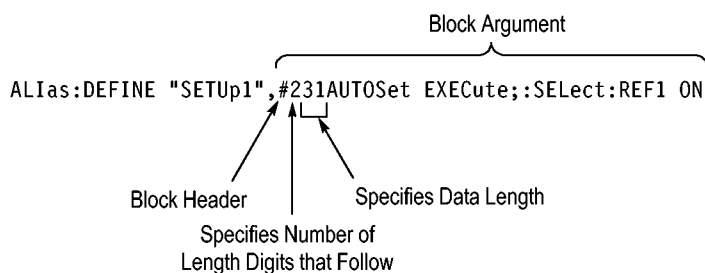 Block Argument
ALIas:DEFINE "SETUp1",#231AUTOSet EXECute;:SELect:REF1 ON
Block Header
Specifies Data Length
Specifies Number of
Length Digits that Follow